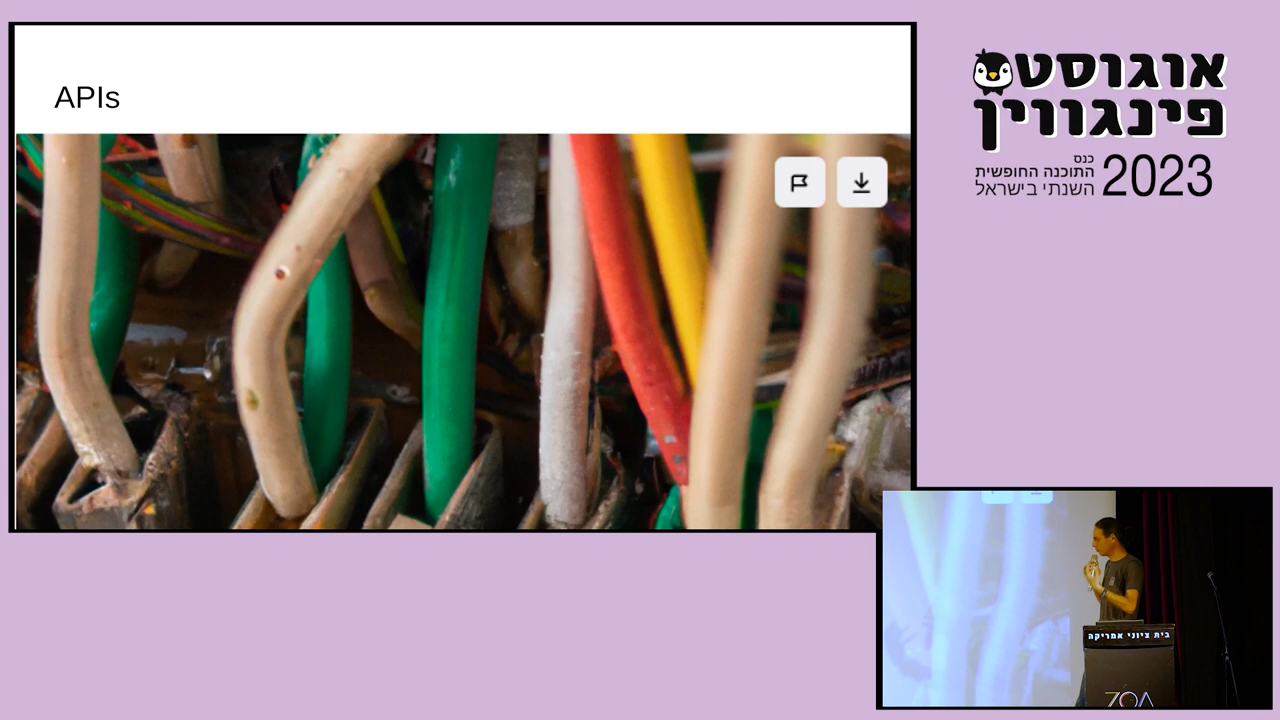 APIs
אוגוסט
פינגווין
2023
כנס
התוכנה החופשית
השנתי בישראל
בית ציוני אמריקה
ZOA